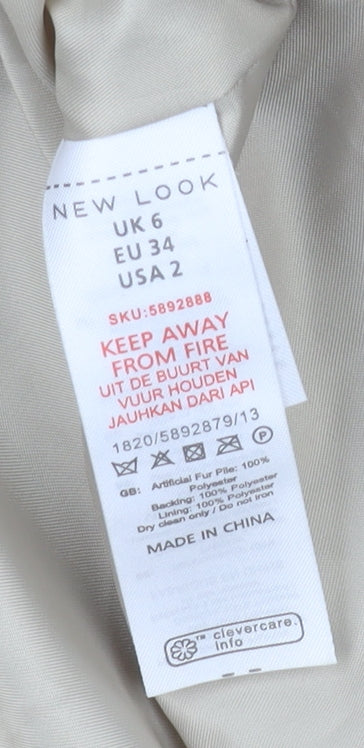 NEW LOOK
UK 6
EU 34
USA 2
SKU:5892888
KEEP AWAY
FROM FIRE
UIT DE BUURT VAN
VUUR HOUDEN
JAUHKAN DARI API
1820/5892879/13
P
GB: Artificial Fur Pile: 100%
Polyester
Backing: 100% Polyester
Lining: 100% Polyester
Dry clean only / Do not Iron
MADE IN CHINA
™ clevercare.
info